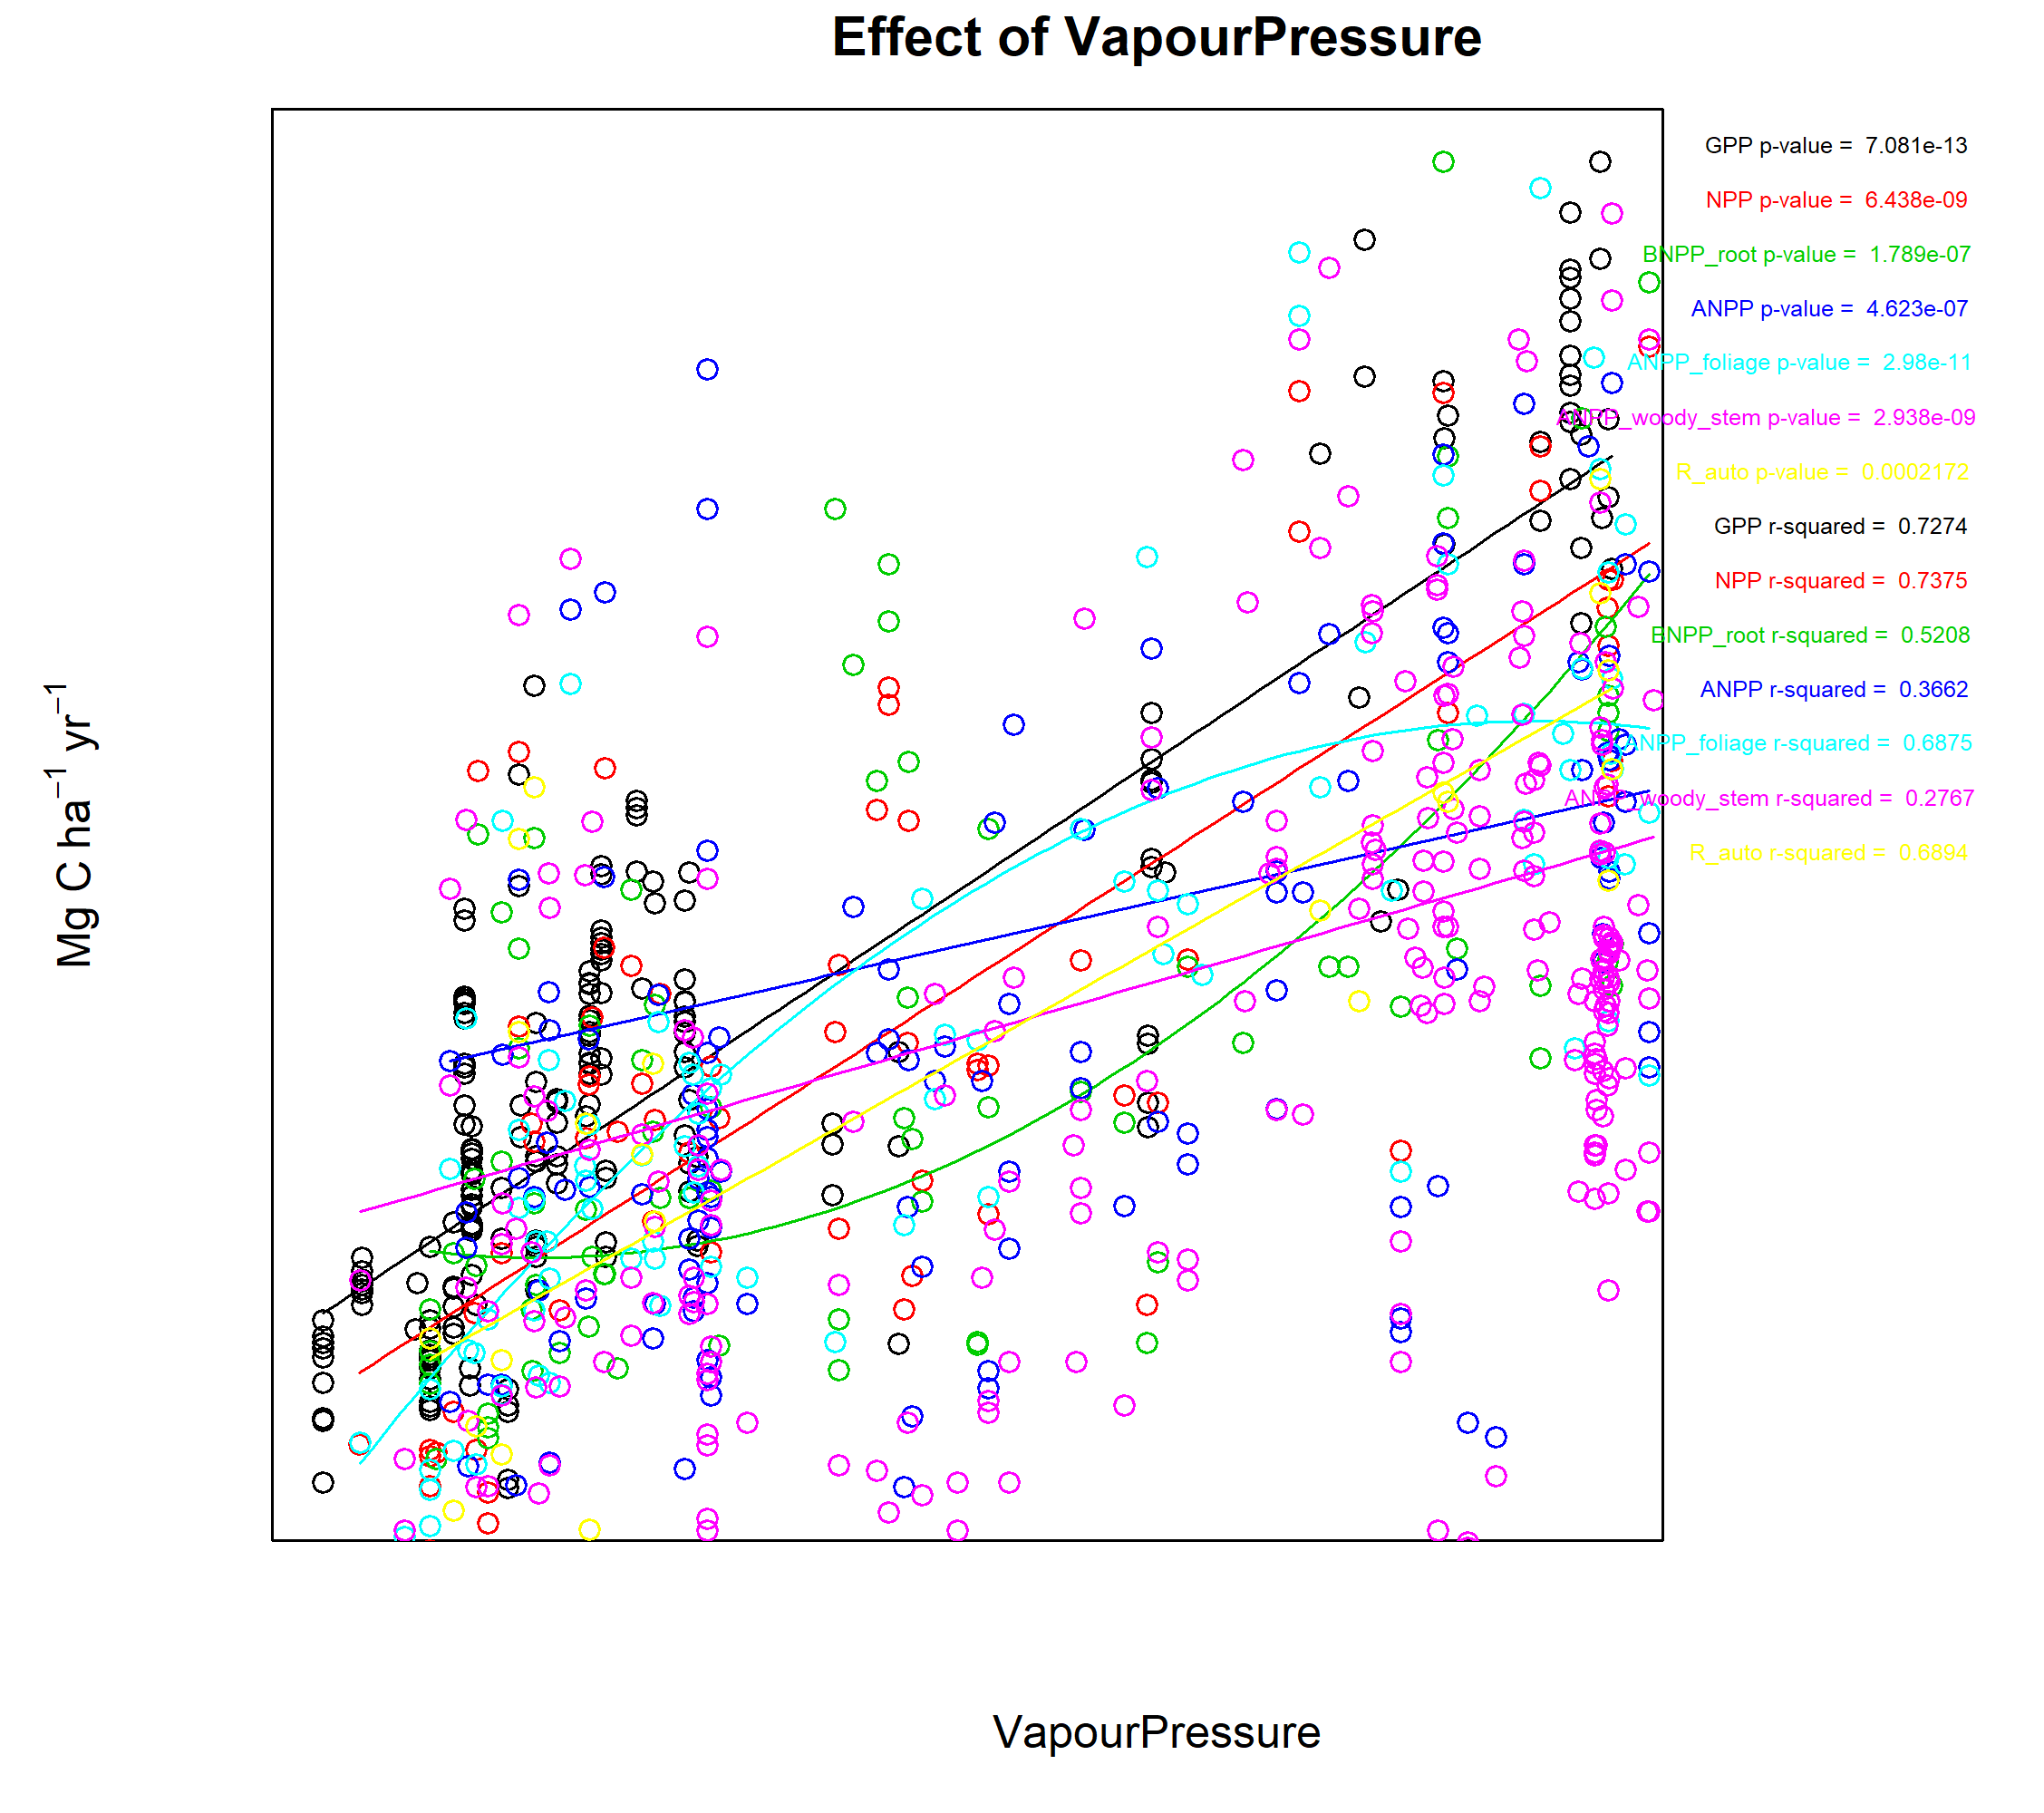 Effect of VapourPressure
GPP p-value = 7.081e-13
NPP p-value = 6.438e-09
BNPP_root p-value = 1.789e-07
ANPP p-value = 4.623e-07
ANPP_foliage p-value = 2.98e-11
ANPP_woody_stem p-value = 2.938e-09
R_auto p-value = 0.0002172
GPP r-squared = 0.7274
NPP r-squared = 0.7375
BNPP_root r-squared = 0.5208
ANPP r-squared = 0.3662
ANPP_foliage r-squared = 0.6875
ANPP_woody_stem r-squared = 0.2767
R_auto r-squared = 0.6894
Mg C ha⁻¹ yr⁻¹
VapourPressure